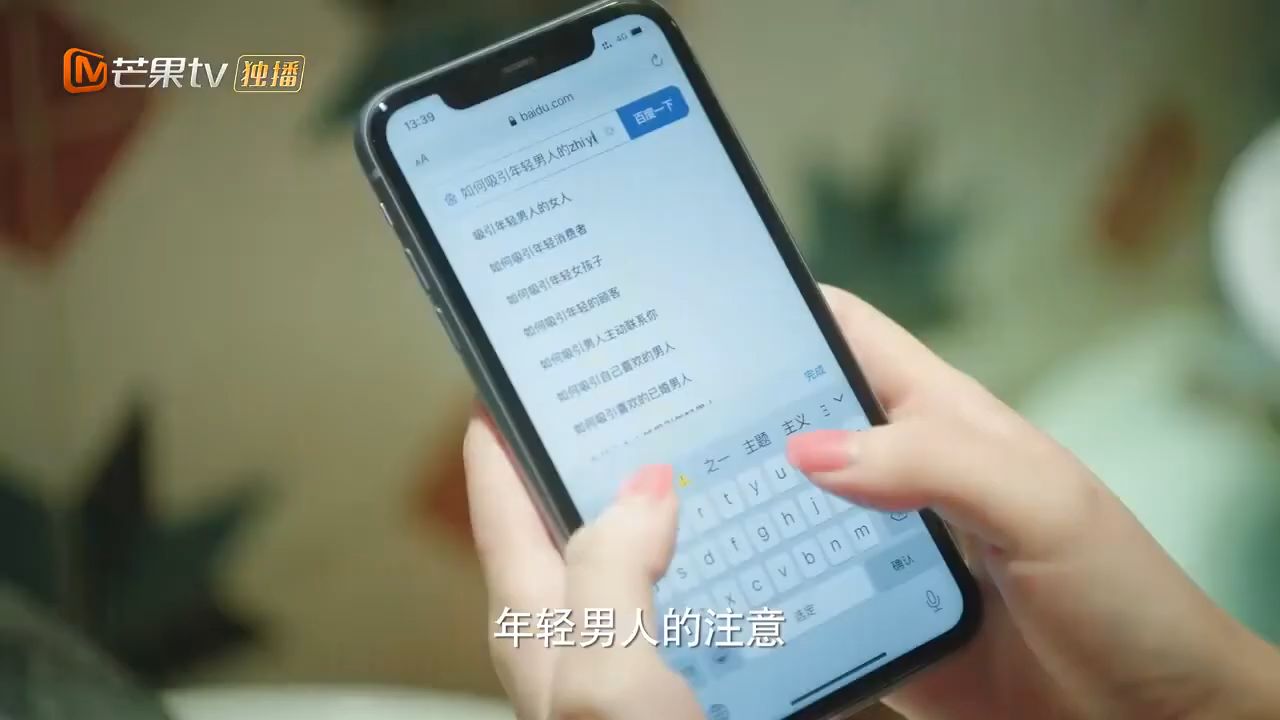 芒果tv 独播
13:39
4G
AA
baidu.com
如何吸引年轻男人的zhi yi
百度一下
吸引年轻男人的女人
如何吸引年轻消费者
如何吸引年轻女孩子
如何吸引年轻的顾客
如何吸引男人主动联系你
如何吸引自己喜欢的男人
如何吸引喜欢的已婚男人
完成
之一 主题 主义
r t y u
s d f g h j
x c v b n m
选定
确认
年轻男人的注意